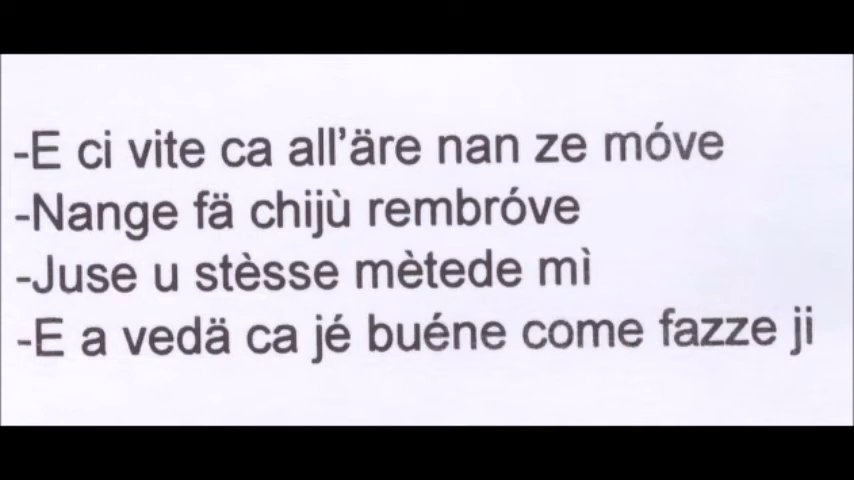 -E ci vite ca all'äre nan ze móve
-Nange fä chijù rembróve
-Juse u stèsse mètede mì
-E a vedä ca jé buéne come fazze ji